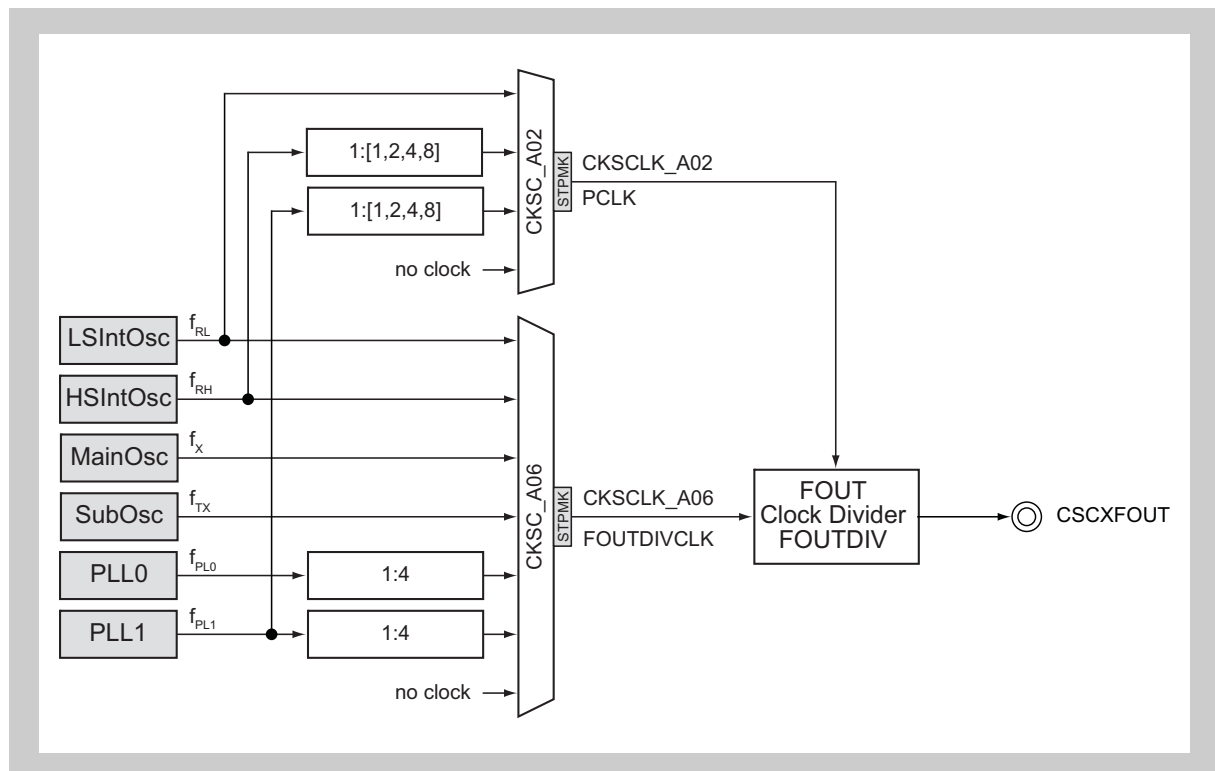 CKSC_A02
1:[1,2,4,8]
STPMK
CKSCLK_A02
PCLK
1:[1,2,4,8]
no clock
LSIntOsc
fRL
HSIntOsc
fRH
MainOsc
fX
SubOsc
fTX
PLL0
fPL0
1:4
PLL1
fPL1
1:4
no clock
CKSC_A06
STPMK
CKSCLK_A06
FOUTDIVCLK
FOUT
Clock Divider
FOUTDIV
CSCXFOUT